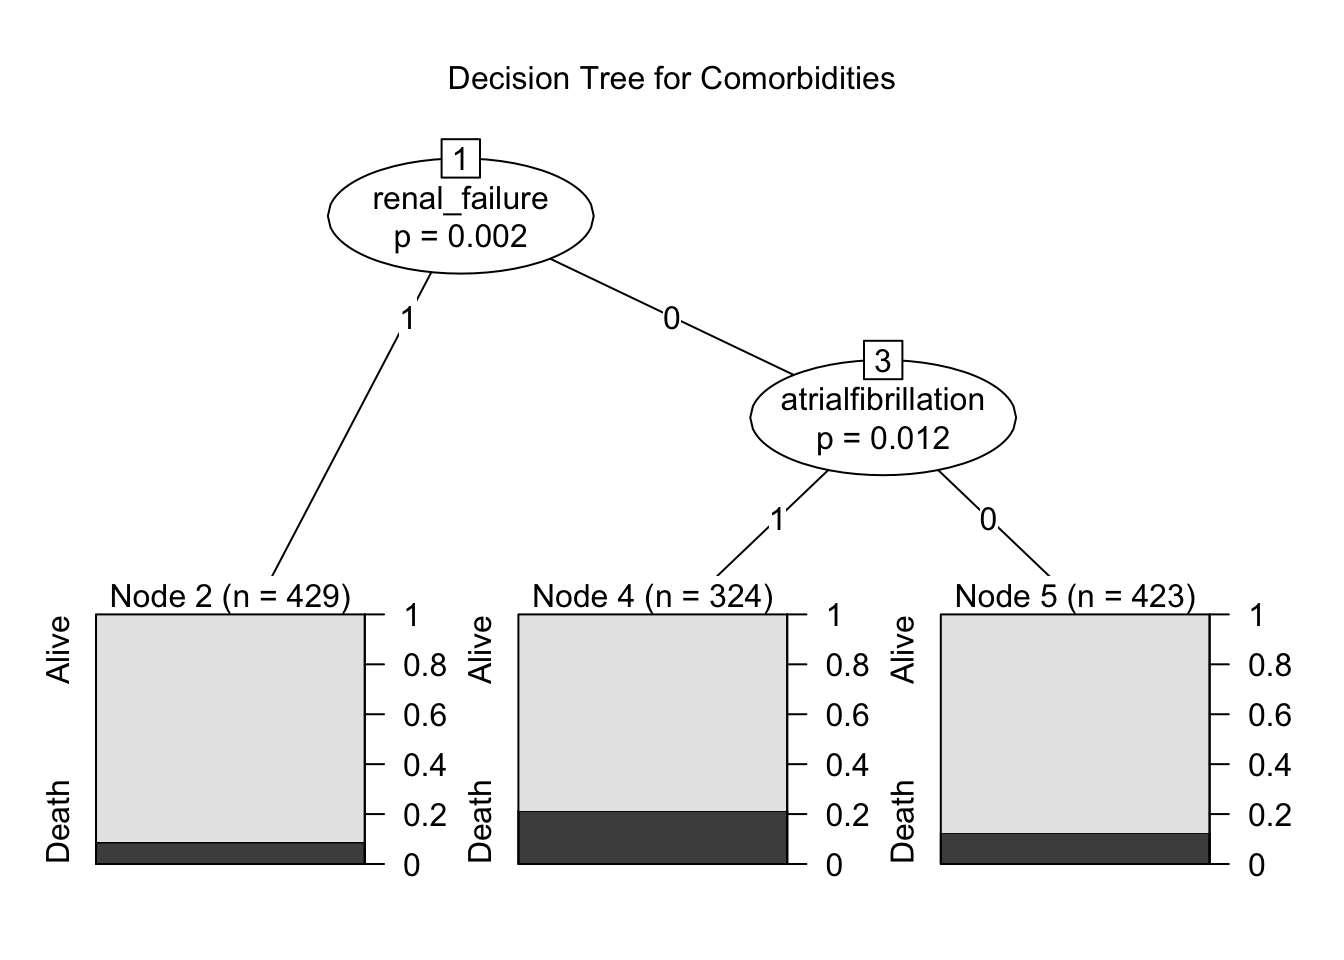 Decision Tree for Comorbidities
1
renal_failure
p = 0.002
1
0
3
atrialfibrillation
p = 0.012
1
0
Node 2 (n = 429)
Alive
Death
1
0.8
0.6
0.4
0.2
0
Node 4 (n = 324)
Alive
Death
1
0.8
0.6
0.4
0.2
0
Node 5 (n = 423)
Alive
Death
1
0.8
0.6
0.4
0.2
0